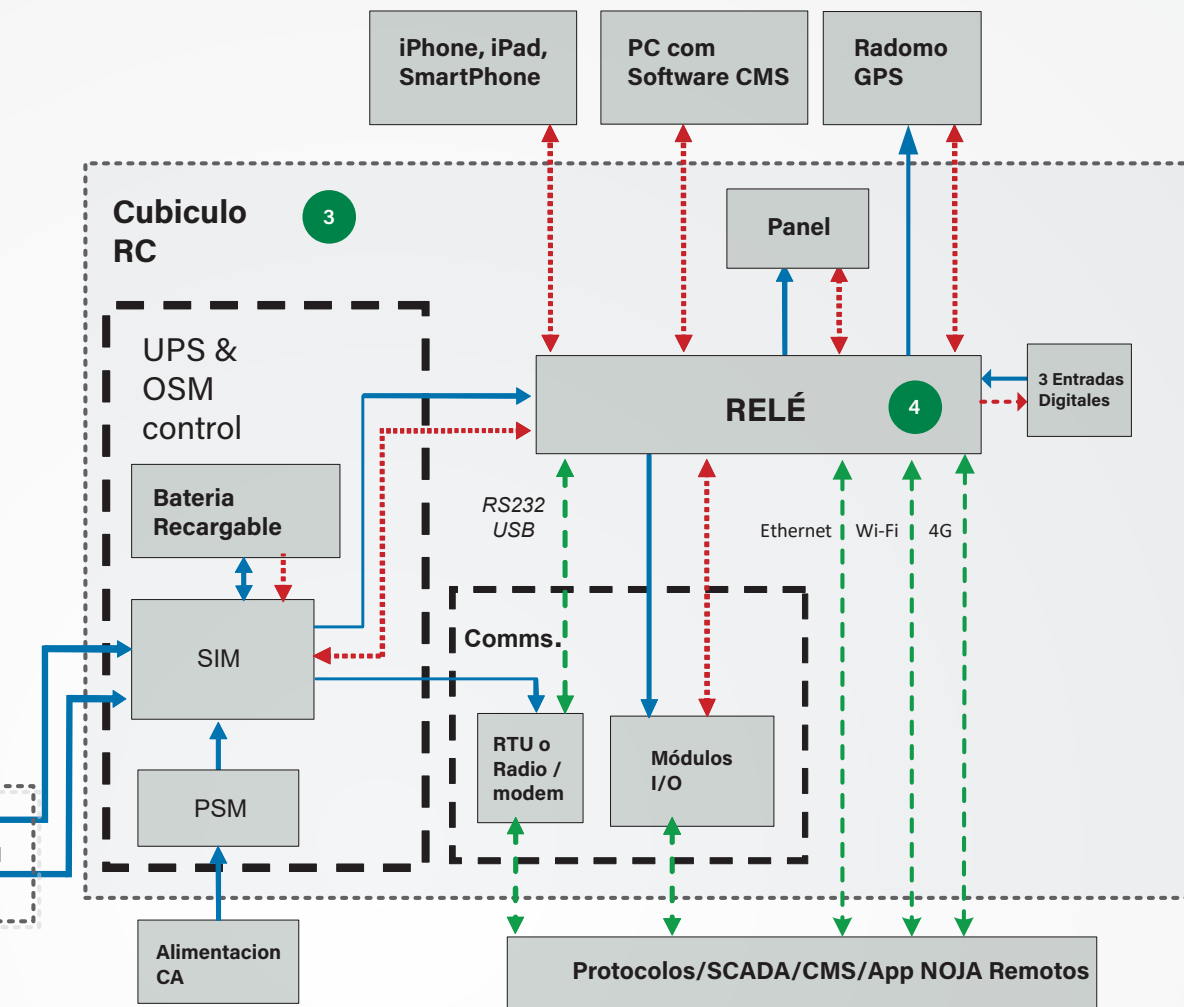 iPhone, iPad,
SmartPhone
PC com
Software CMS
Radomo
GPS
Cubiculo
RC
3
Panel
UPS &
OSM
control
RELÉ
4
3 Entradas
Digitales
Bateria
Recargable
RS232
USB
Ethernet
Wi-Fi
4G
SIM
Comms.
RTU o
Radio /
modem
Módulos
I/O
PSM
Alimentacion
CA
Protocolos/SCADA/CMS/App NOJA Remotos